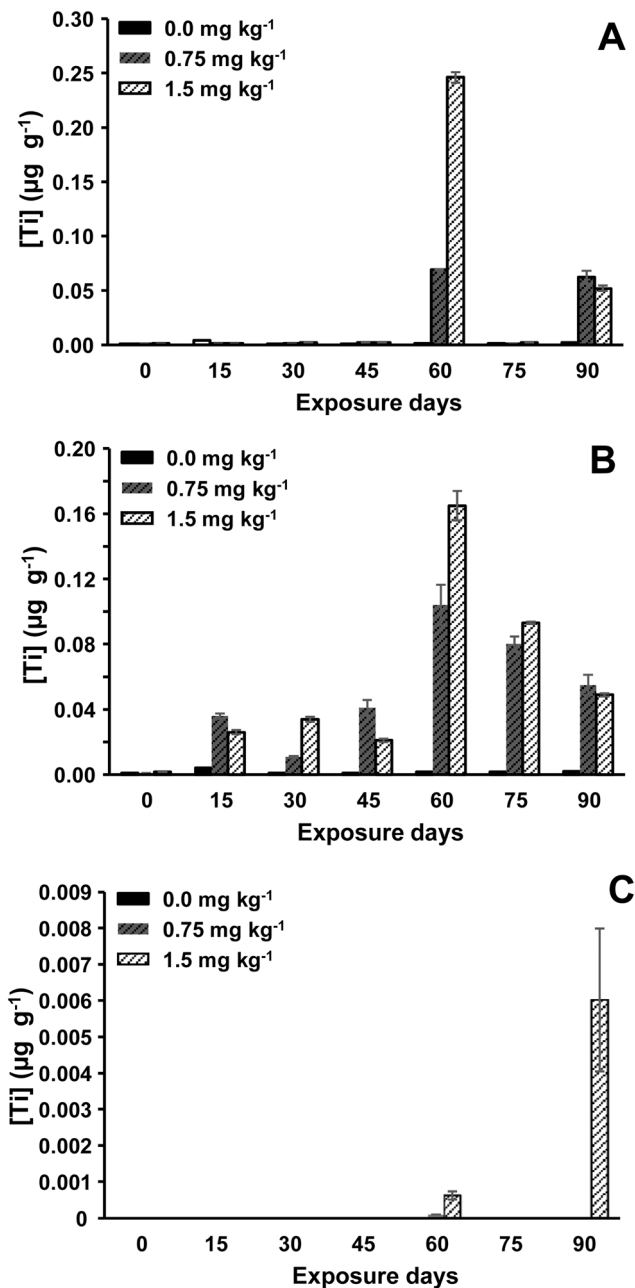 A
0.0 mg kg⁻¹
0.75 mg kg⁻¹
1.5 mg kg⁻¹
[Ti] (µg g⁻¹)
0.30
0.25
0.20
0.15
0.10
0.05
0.00
0 15 30 45 60 75 90
Exposure days
B
0.0 mg kg⁻¹
0.75 mg kg⁻¹
1.5 mg kg⁻¹
[Ti] (µg g⁻¹)
0.20
0.16
0.12
0.08
0.04
0.00
0 15 30 45 60 75 90
Exposure days
C
0.0 mg kg⁻¹
0.75 mg kg⁻¹
1.5 mg kg⁻¹
[Ti] (µg g⁻¹)
0.009
0.008
0.007
0.006
0.005
0.004
0.003
0.002
0.001
0
0 15 30 45 60 75 90
Exposure days